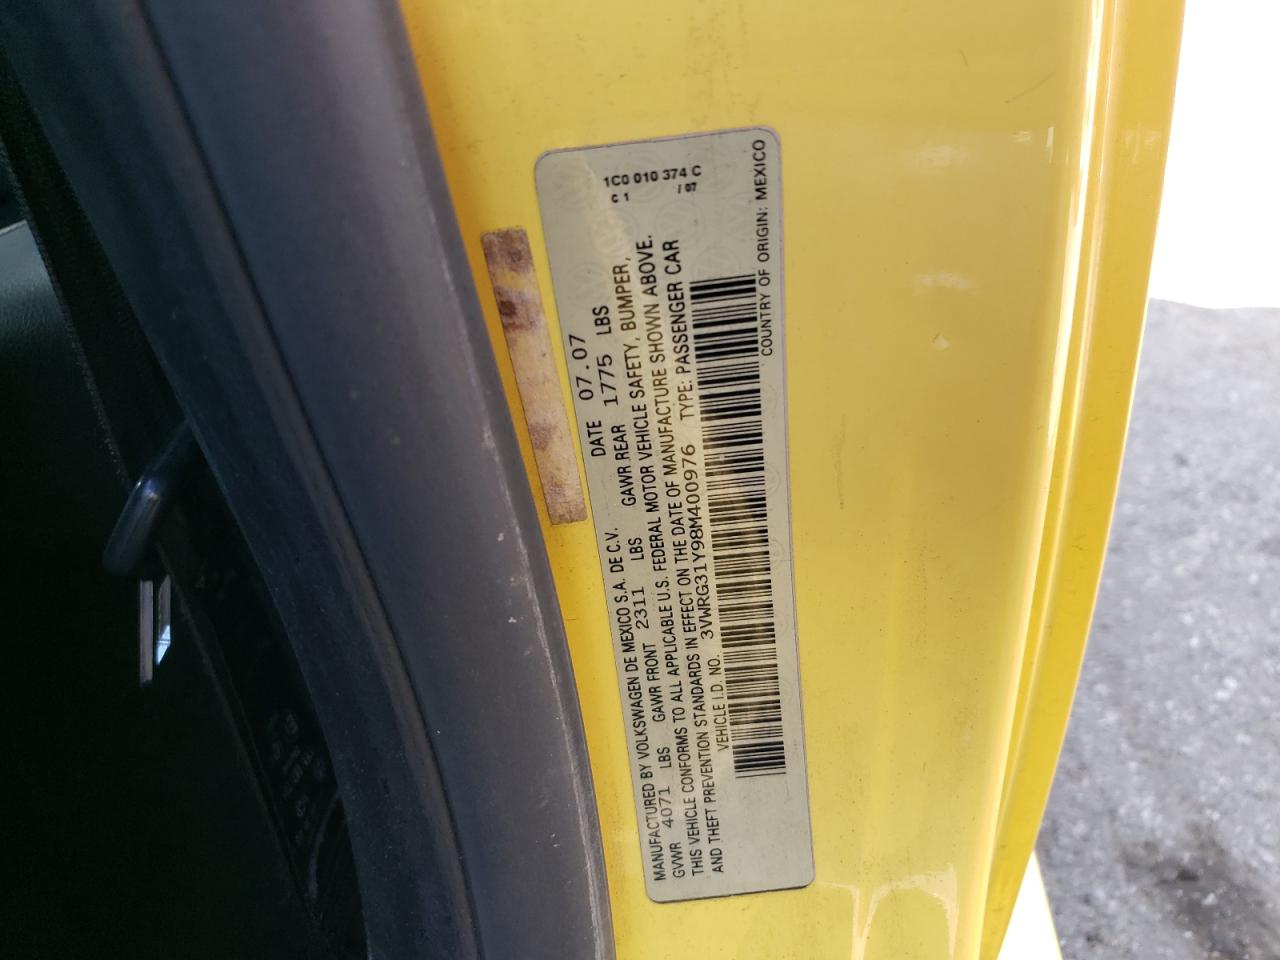 1C0 010 374 C
C 1 / 07
MANUFACTURED BY VOLKSWAGEN DE MEXICO S.A. DE C.V. DATE 07.07
GVWR 4071 LBS GAWR FRONT 2311 LBS GAWR REAR 1775 LBS
THIS VEHICLE CONFORMS TO ALL APPLICABLE U.S. FEDERAL MOTOR VEHICLE SAFETY, BUMPER,
AND THEFT PREVENTION STANDARDS IN EFFECT ON THE DATE OF MANUFACTURE SHOWN ABOVE.
VEHICLE I.D. NO. 3VWRG31Y98M400976 TYPE: PASSENGER CAR
COUNTRY OF ORIGIN: MEXICO